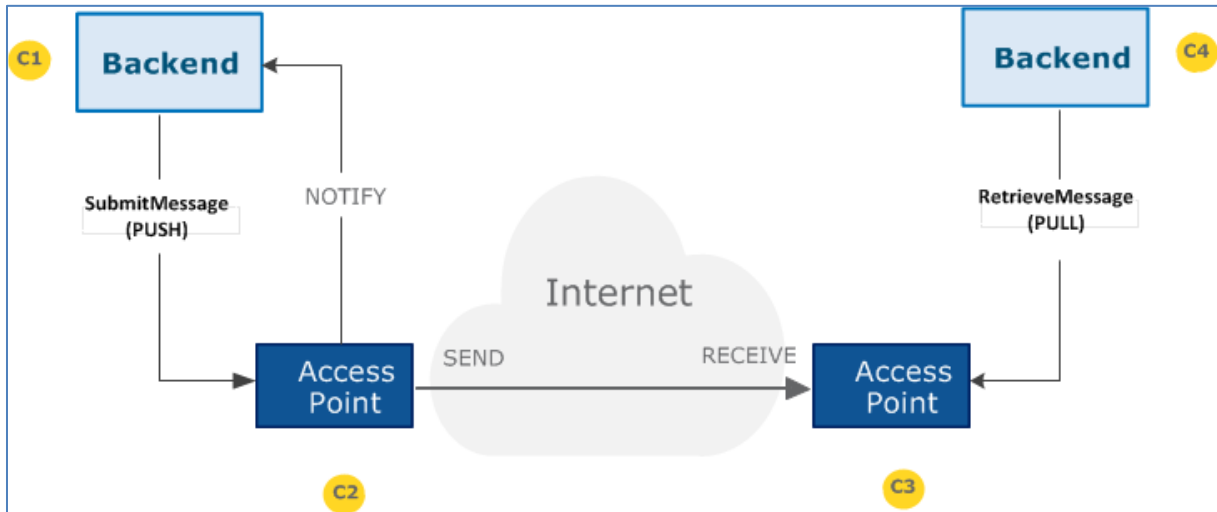 C1
Backend
Backend
C4
SubmitMessage
(PUSH)
NOTIFY
RetrieveMessage
(PULL)
Internet
SEND
RECEIVE
Access
Point
Access
Point
C2
C3